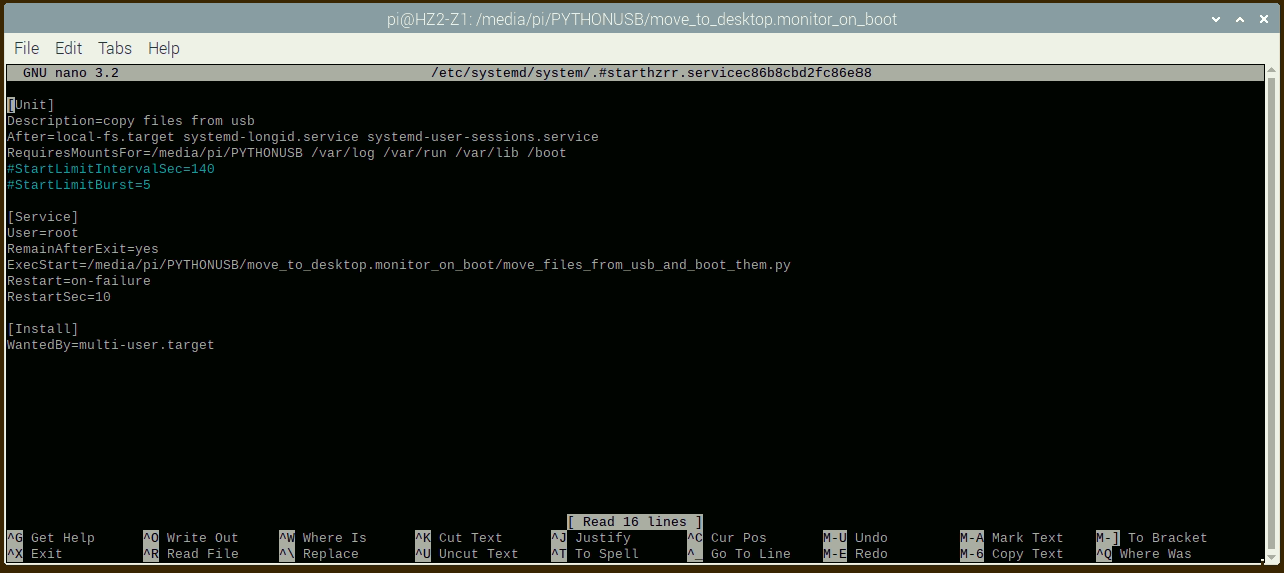 pi@HZ2-Z1: /media/pi/PYTHONUSB/move_to_desktop.monitor_on_boot
File Edit Tabs Help
GNU nano 3.2 /etc/systemd/system/.#starthzrr.servicec86b8cbd2fc86e88
[Unit]
Description=copy files from usb
After=local-fs.target systemd-longid.service systemd-user-sessions.service
RequiresMountsFor=/media/pi/PYTHONUSB /var/log /var/run /var/lib /boot
#StartLimitIntervalSec=140
#StartLimitBurst=5
[Service]
User=root
RemainAfterExit=yes
ExecStart=/media/pi/PYTHONUSB/move_to_desktop.monitor_on_boot/move_files_from_usb_and_boot_them.py
Restart=on-failure
RestartSec=10
[Install]
WantedBy=multi-user.target
[ Read 16 lines ]
^G Get Help ^O Write Out ^W Where Is ^K Cut Text ^J Justify ^C Cur Pos M-U Undo M-A Mark Text M-] To Bracket
^X Exit ^R Read File ^\ Replace ^U Uncut Text ^T To Spell ^_ Go To Line M-E Redo M-6 Copy Text ^Q Where Was